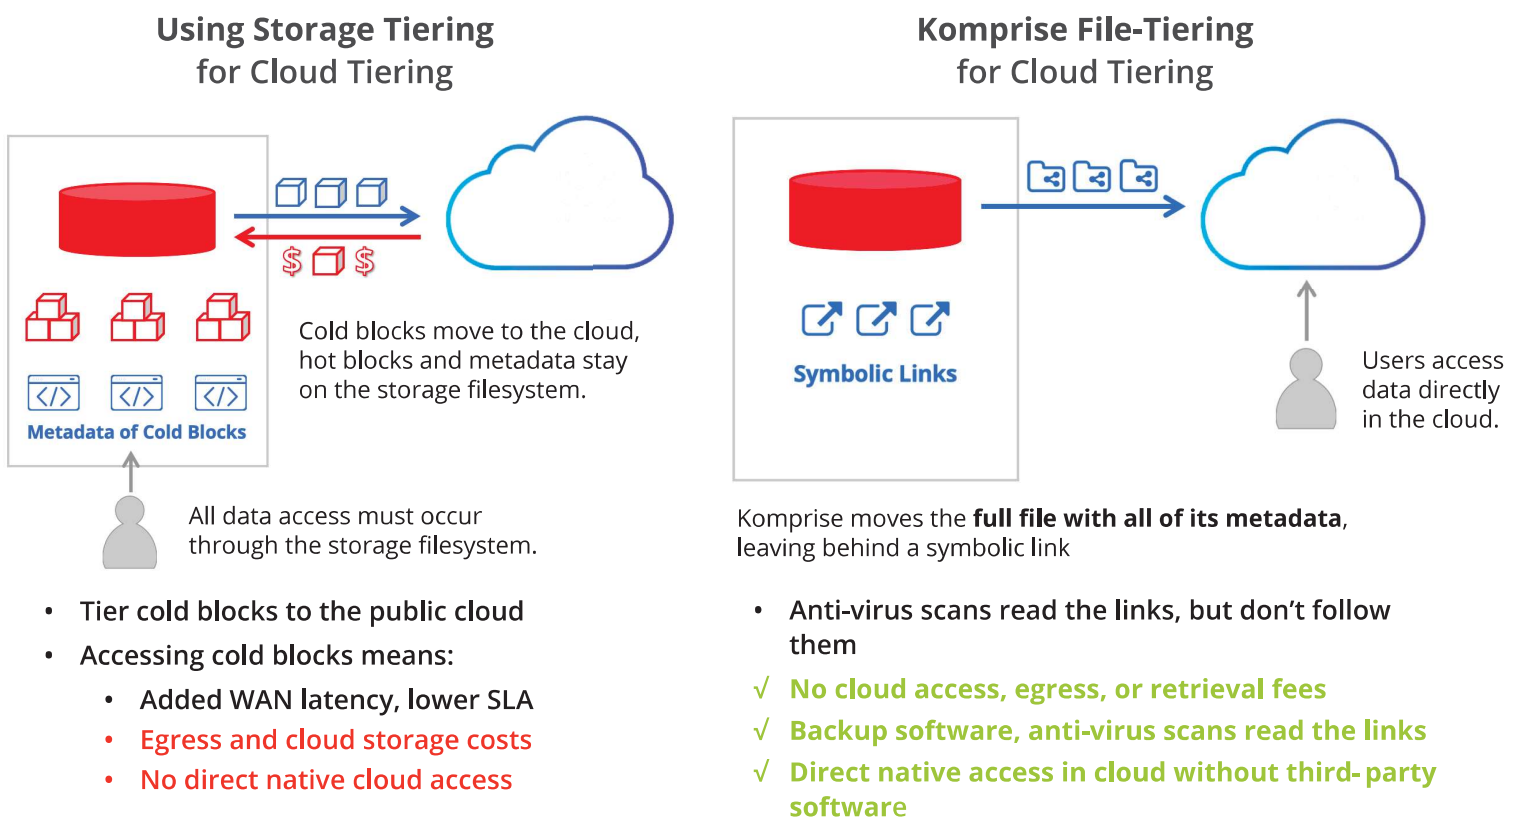 Using Storage Tiering
for Cloud Tiering
$ $
Cold blocks move to the cloud,
hot blocks and metadata stay
on the storage filesystem.
</> </> </>
Metadata of Cold Blocks
All data access must occur
through the storage filesystem.
• Tier cold blocks to the public cloud
• Accessing cold blocks means:
• Added WAN latency, lower SLA
• Egress and cloud storage costs
• No direct native cloud access
Komprise File-Tiering
for Cloud Tiering
Symbolic Links
Users access
data directly
in the cloud.
Komprise moves the full file with all of its metadata,
leaving behind a symbolic link
• Anti-virus scans read the links, but don’t follow
them
√ No cloud access, egress, or retrieval fees
√ Backup software, anti-virus scans read the links
√ Direct native access in cloud without third- party
software